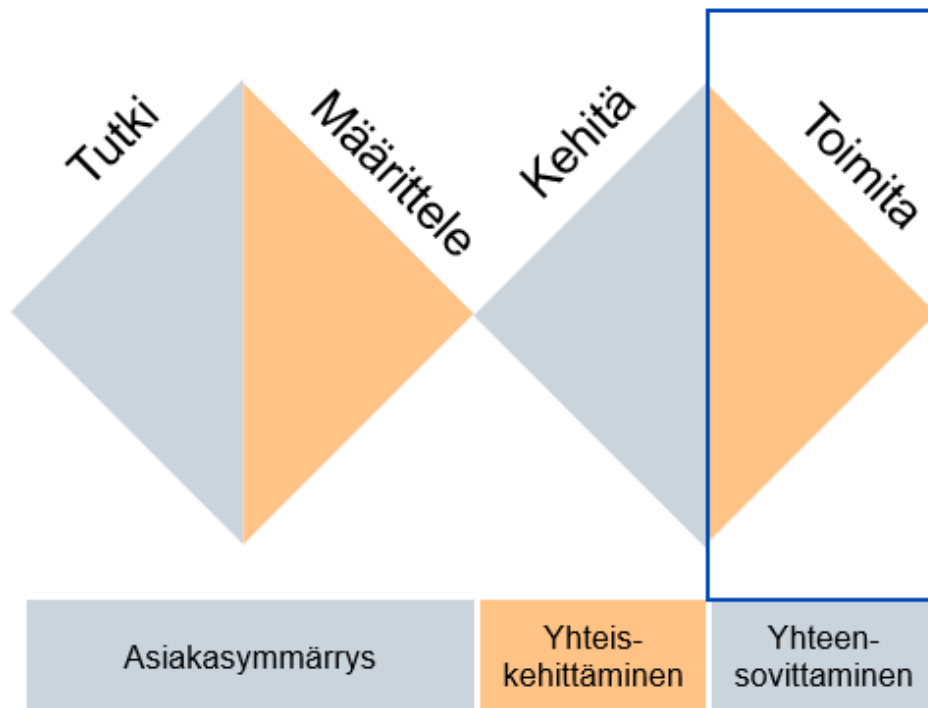 Tutki
Määrittele
Kehitä
Toimita
Asiakasymmärrys
Yhteis-
kehittäminen
Yhteen-
sovittaminen